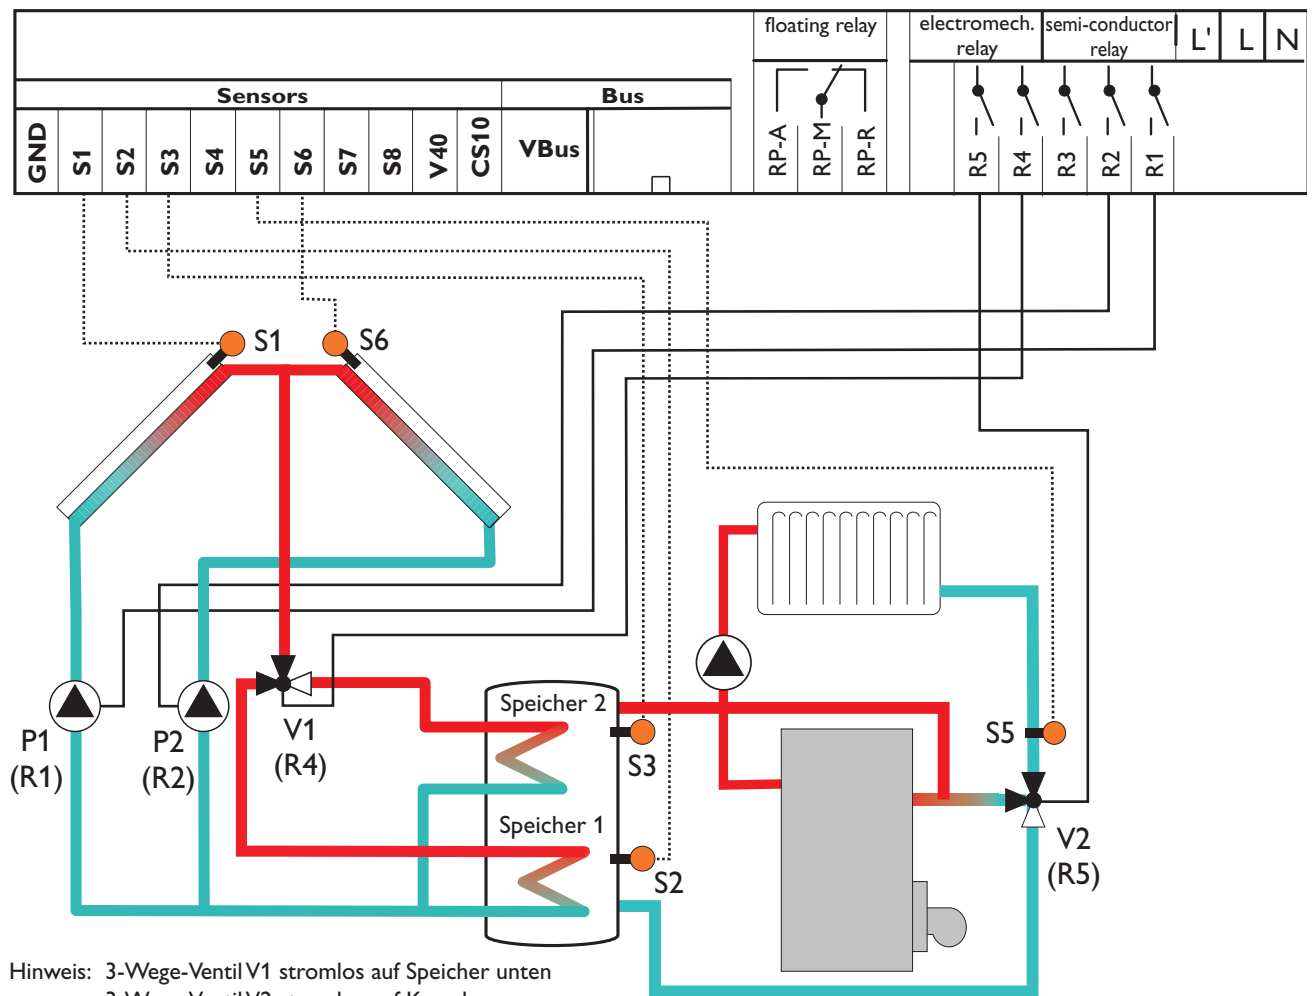 floating relay
electromech.
relay
semi-conductor
relay
L'
L
N
Sensors
Bus
GND
S1
S2
S3
S4
S5
S6
S7
S8
V40
CS10
VBus
RP-A
RP-M
RP-R
R5
R4
R3
R2
R1
S1
S6
P1
(R1)
P2
(R2)
V1
(R4)
Speicher 2
S3
Speicher 1
S2
S5
V2
(R5)
Hinweis: 3-Wege-Ventil V1 stromlos auf Speicher unten